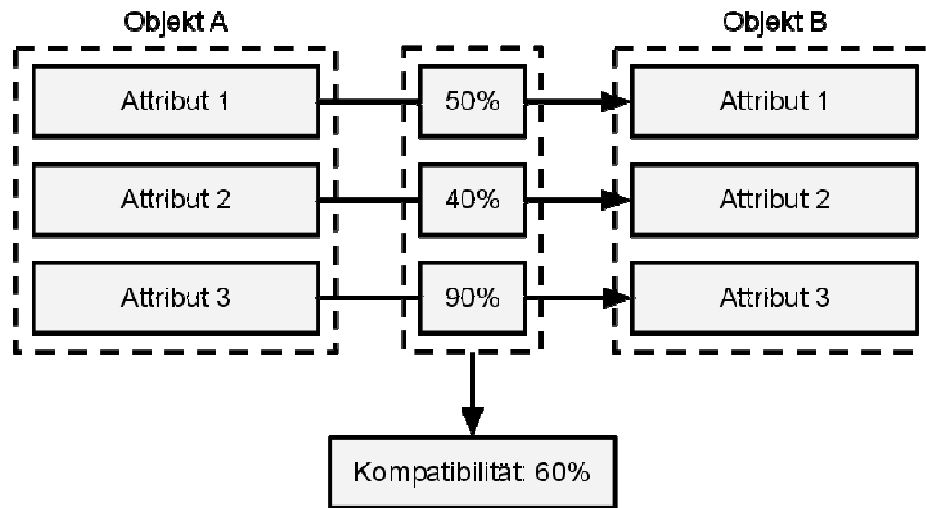 Objekt A
Objekt B
Attribut 1
50%
Attribut 1
Attribut 2
40%
Attribut 2
Attribut 3
90%
Attribut 3
Kompatibilität: 60%